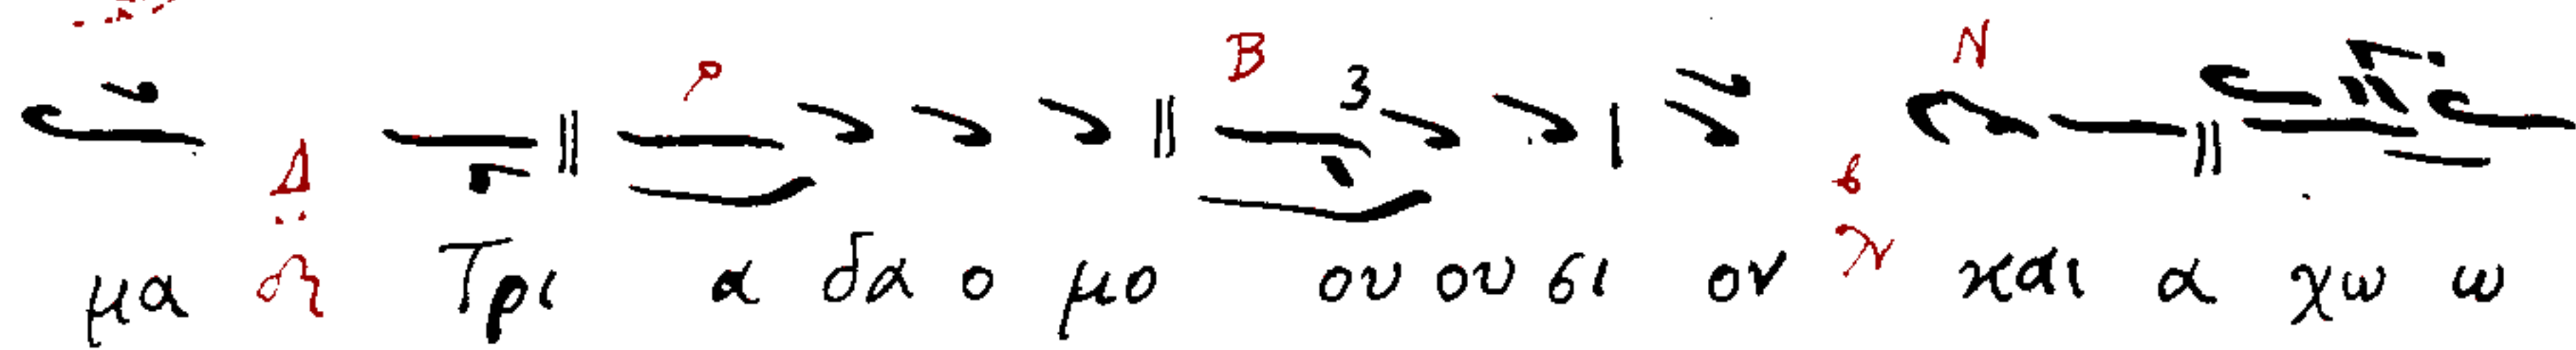 μα Τρι α δα ο μο ου ου σι ον και α χω ω